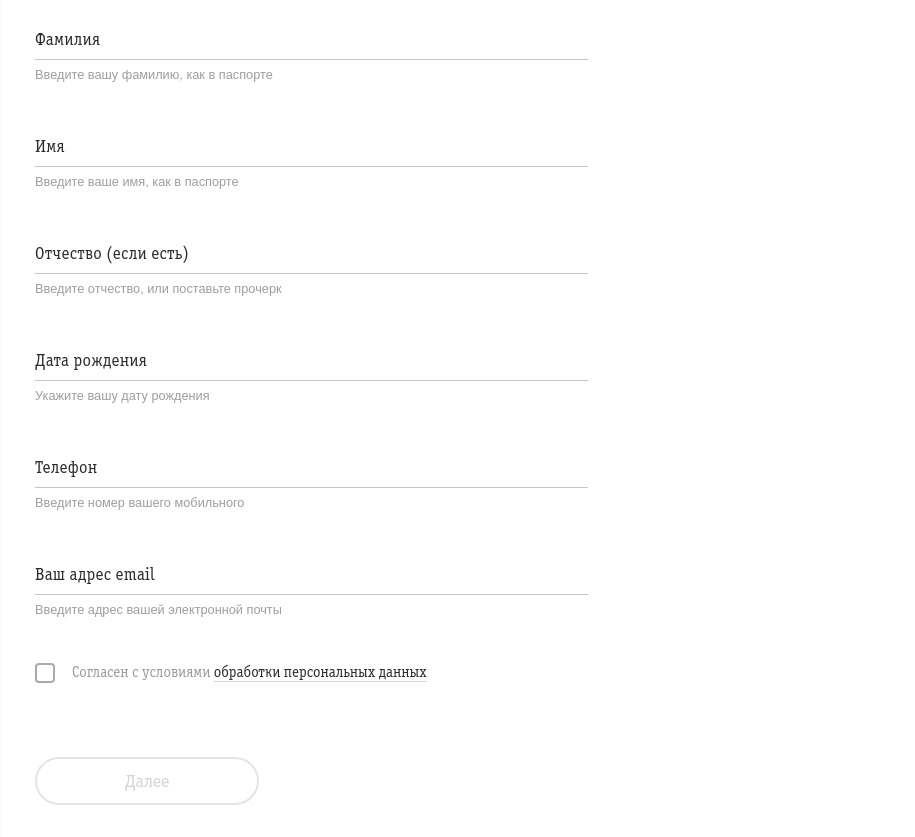 Фамилия
Введите вашу фамилию, как в паспорте
Имя
Введите ваше имя, как в паспорте
Отчество (если есть)
Введите отчество, или поставьте прочерк
Дата рождения
Укажите вашу дату рождения
Телефон
Введите номер вашего мобильного
Ваш адрес email
Введите адрес вашей электронной почты
Согласен с условиями обработки персональных данных
Далее